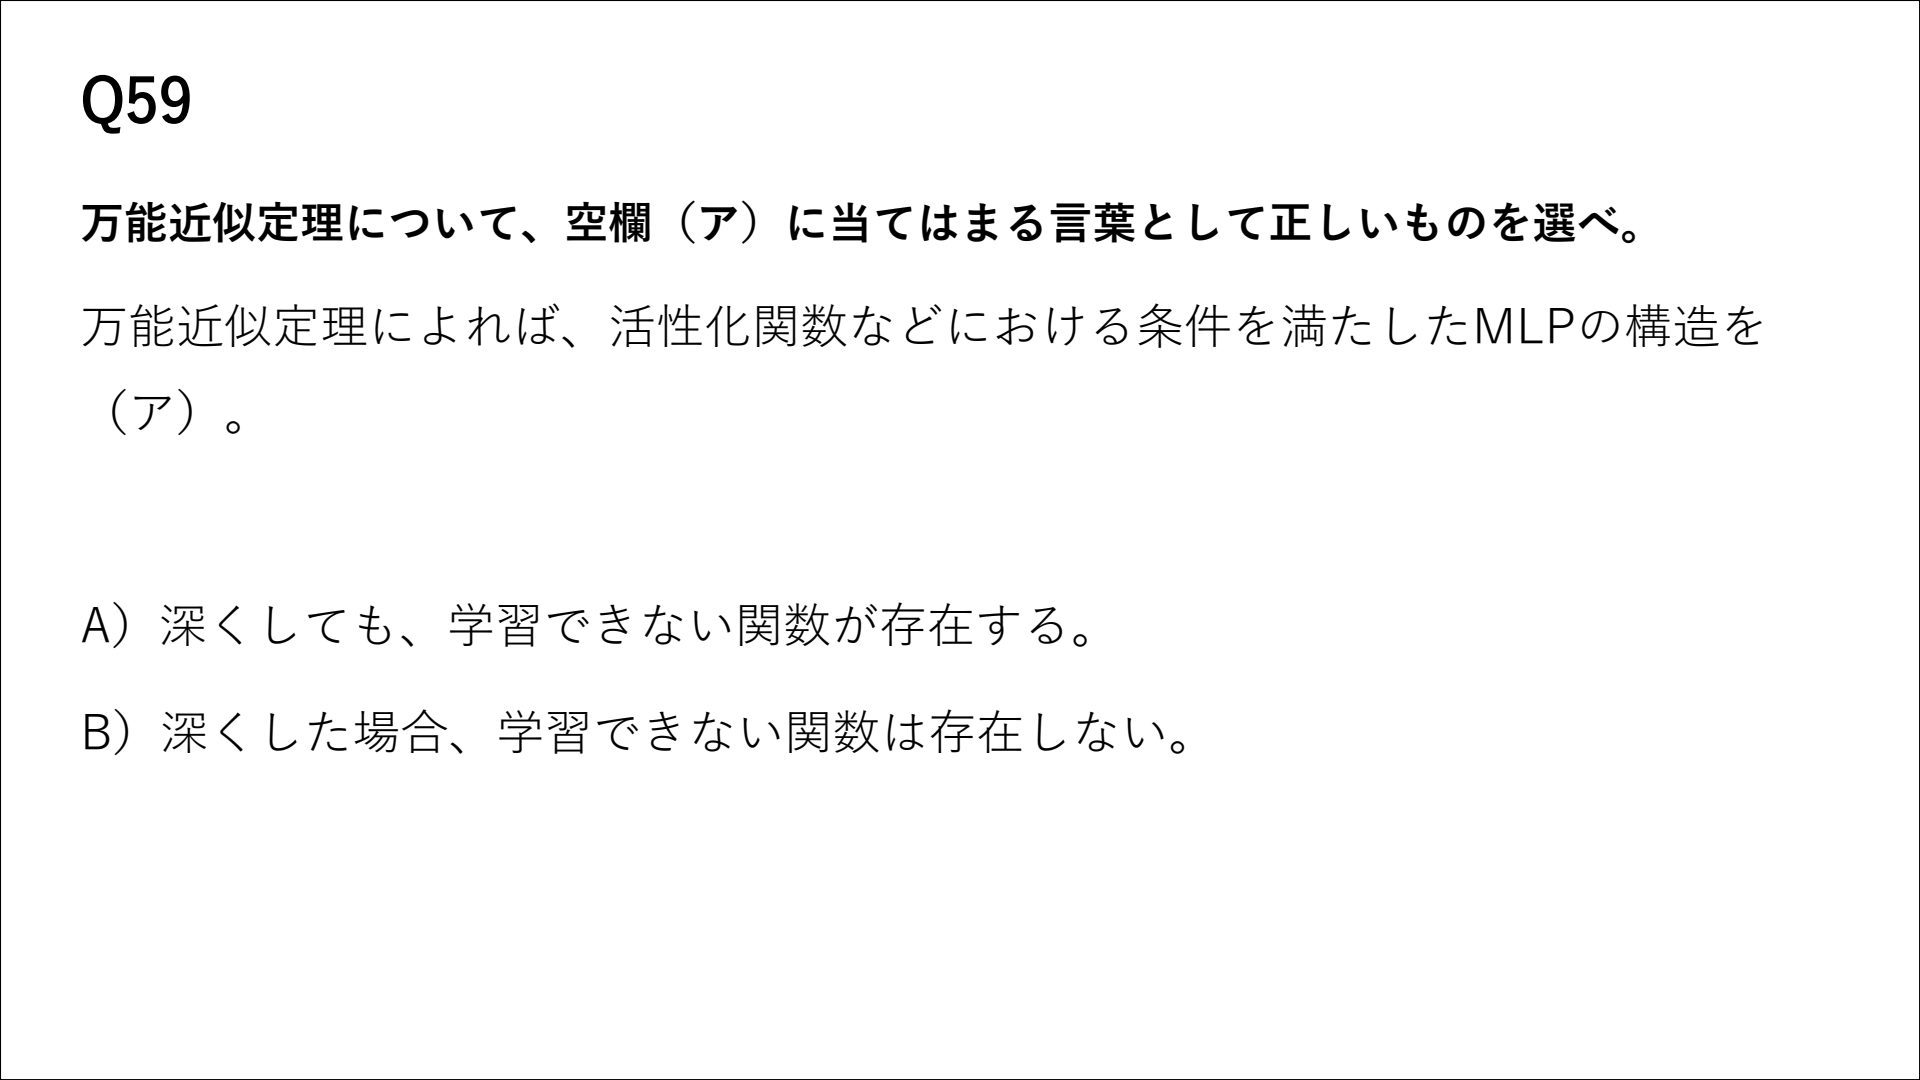 Q59
万能近似定理について、空欄（ア）に当てはまる言葉として正しいものを選べ。
万能近似定理によれば、活性化関数などにおける条件を満たしたMLPの構造を
（ア）。
A）深くしても、学習できない関数が存在する。
B）深くした場合、学習できない関数は存在しない。